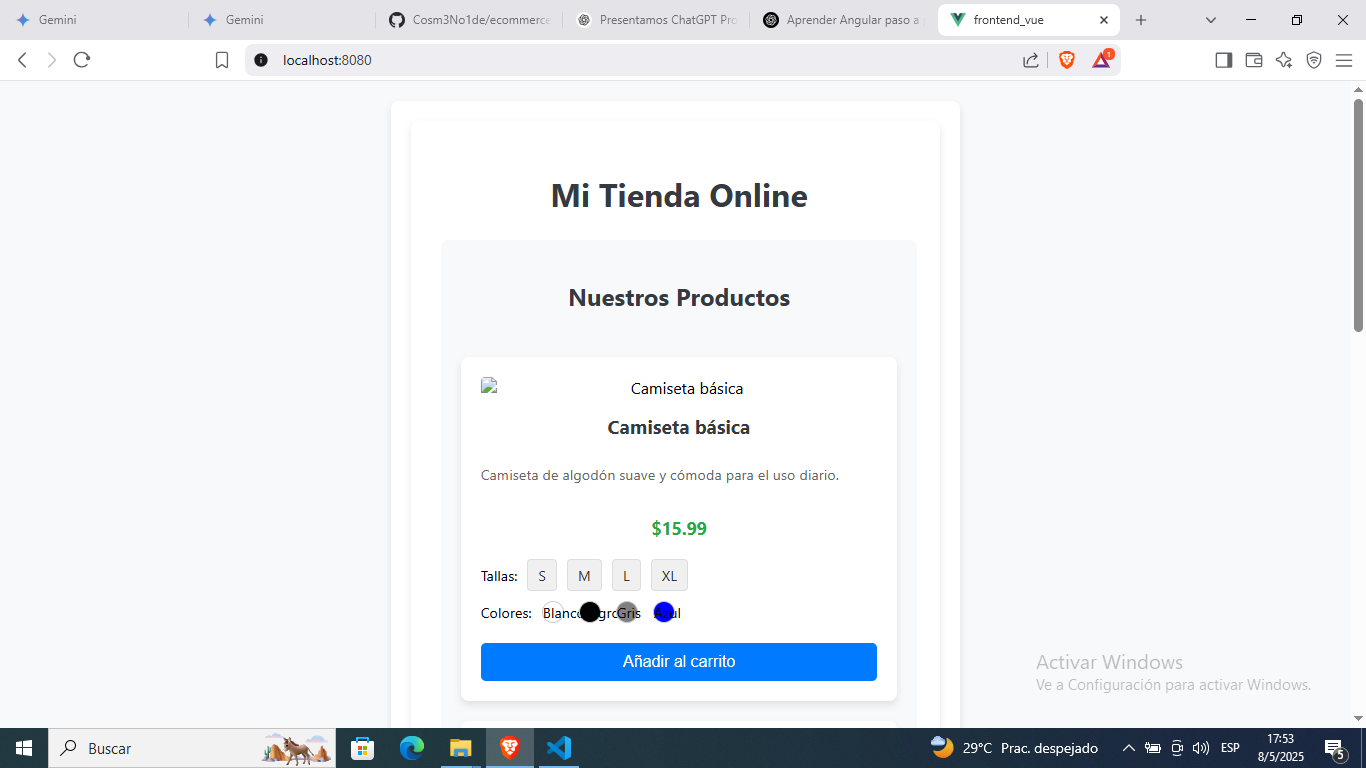 Gemini
Gemini
Cosm3No1de/ecommerce
Presentamos ChatGPT Pro
Aprender Angular paso a
frontend_vue
localhost:8080
1
Mi Tienda Online
Nuestros Productos
Camiseta básica
Camiseta básica
Camiseta de algodón suave y cómoda para el uso diario.
$15.99
Tallas: S M L XL
Colores: Blanco Negro Gris Azul
Añadir al carrito
Activar Windows
Ve a Configuración para activar Windows.
Buscar
29°C Prac. despejado
ESP
17:53
8/5/2025
5